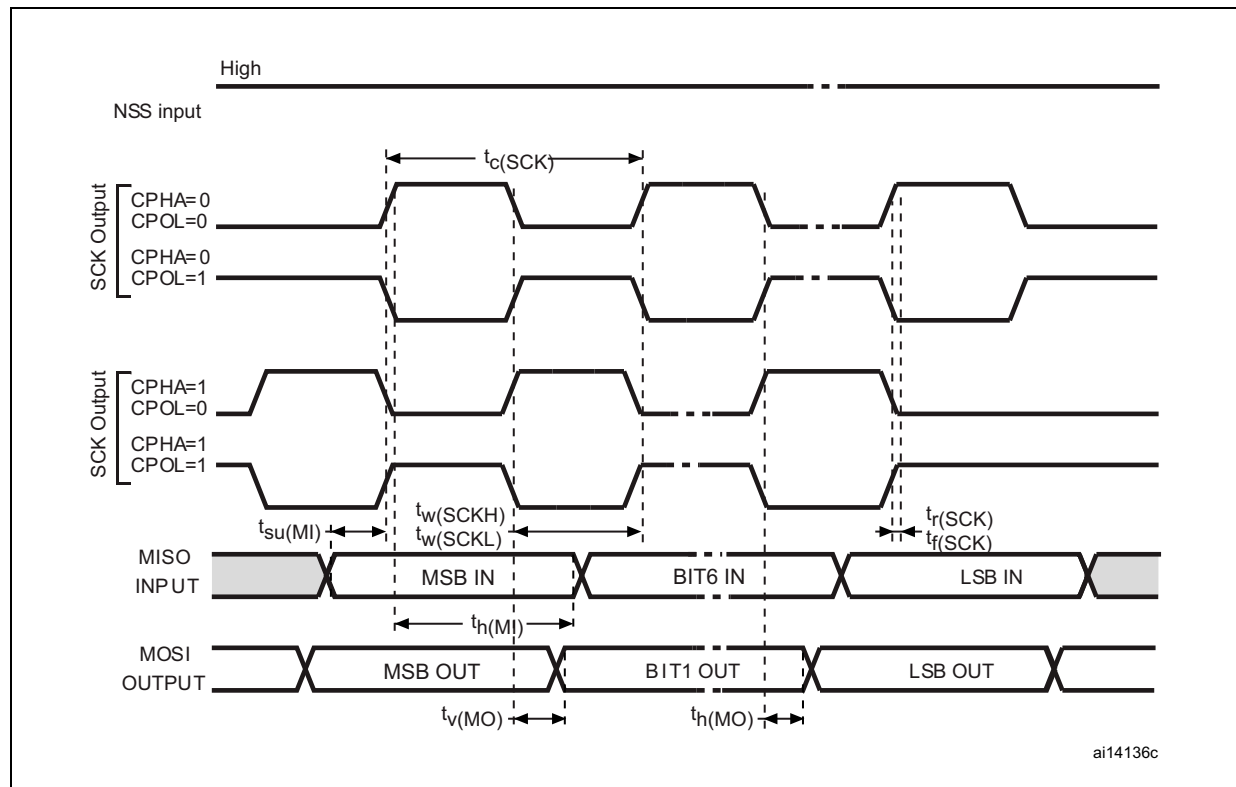 High
NSS input
tc(SCK)
SCK Output
CPHA=0
CPOL=0
CPHA=0
CPOL=1
SCK Output
CPHA=1
CPOL=0
CPHA=1
CPOL=1
tsu(MI)
tw(SCKH)
tw(SCKL)
tr(SCK)
tf(SCK)
MISO
INPUT
MSB IN
BIT6 IN
LSB IN
th(MI)
MOSI
OUTPUT
MSB OUT
BIT1 OUT
LSB OUT
tv(MO)
th(MO)
ai14136c